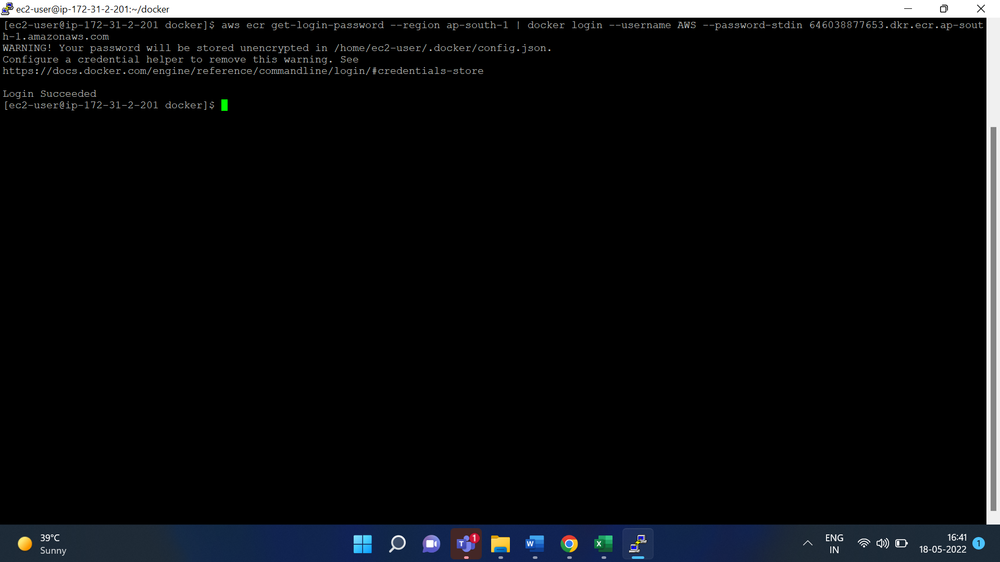 ec2-user@ip-172-31-2-201:~/docker
[ec2-user@ip-172-31-2-201 docker]$ aws ecr get-login-password --region ap-south-1 | docker login --username AWS --password-stdin 646038877653.dkr.ecr.ap-sout
h-1.amazonaws.com
WARNING! Your password will be stored unencrypted in /home/ec2-user/.docker/config.json.
Configure a credential helper to remove this warning. See
https://docs.docker.com/engine/reference/commandline/login/#credentials-store
Login Succeeded
[ec2-user@ip-172-31-2-201 docker]$
39°C
Sunny
T
1
W
X
ENG
IN
16:41
18-05-2022
1